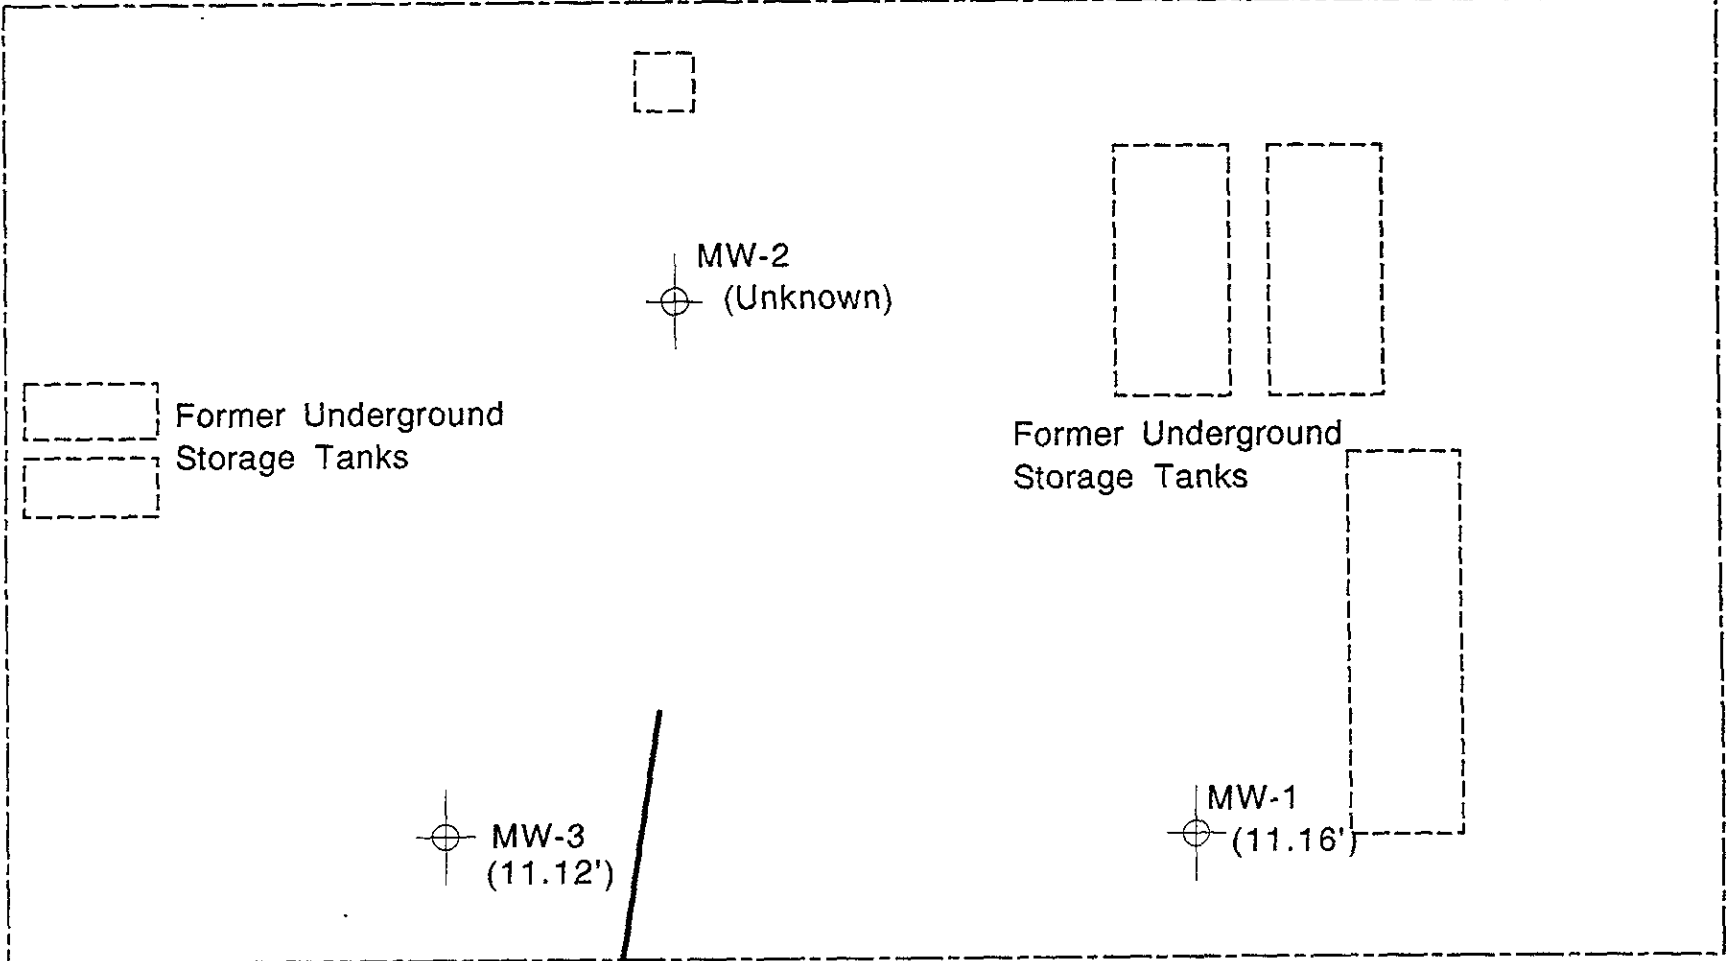 MW-2
(Unknown)
Former Underground
Storage Tanks
Former Underground
Storage Tanks
MW-1
(11.16')
MW-3
(11.12')